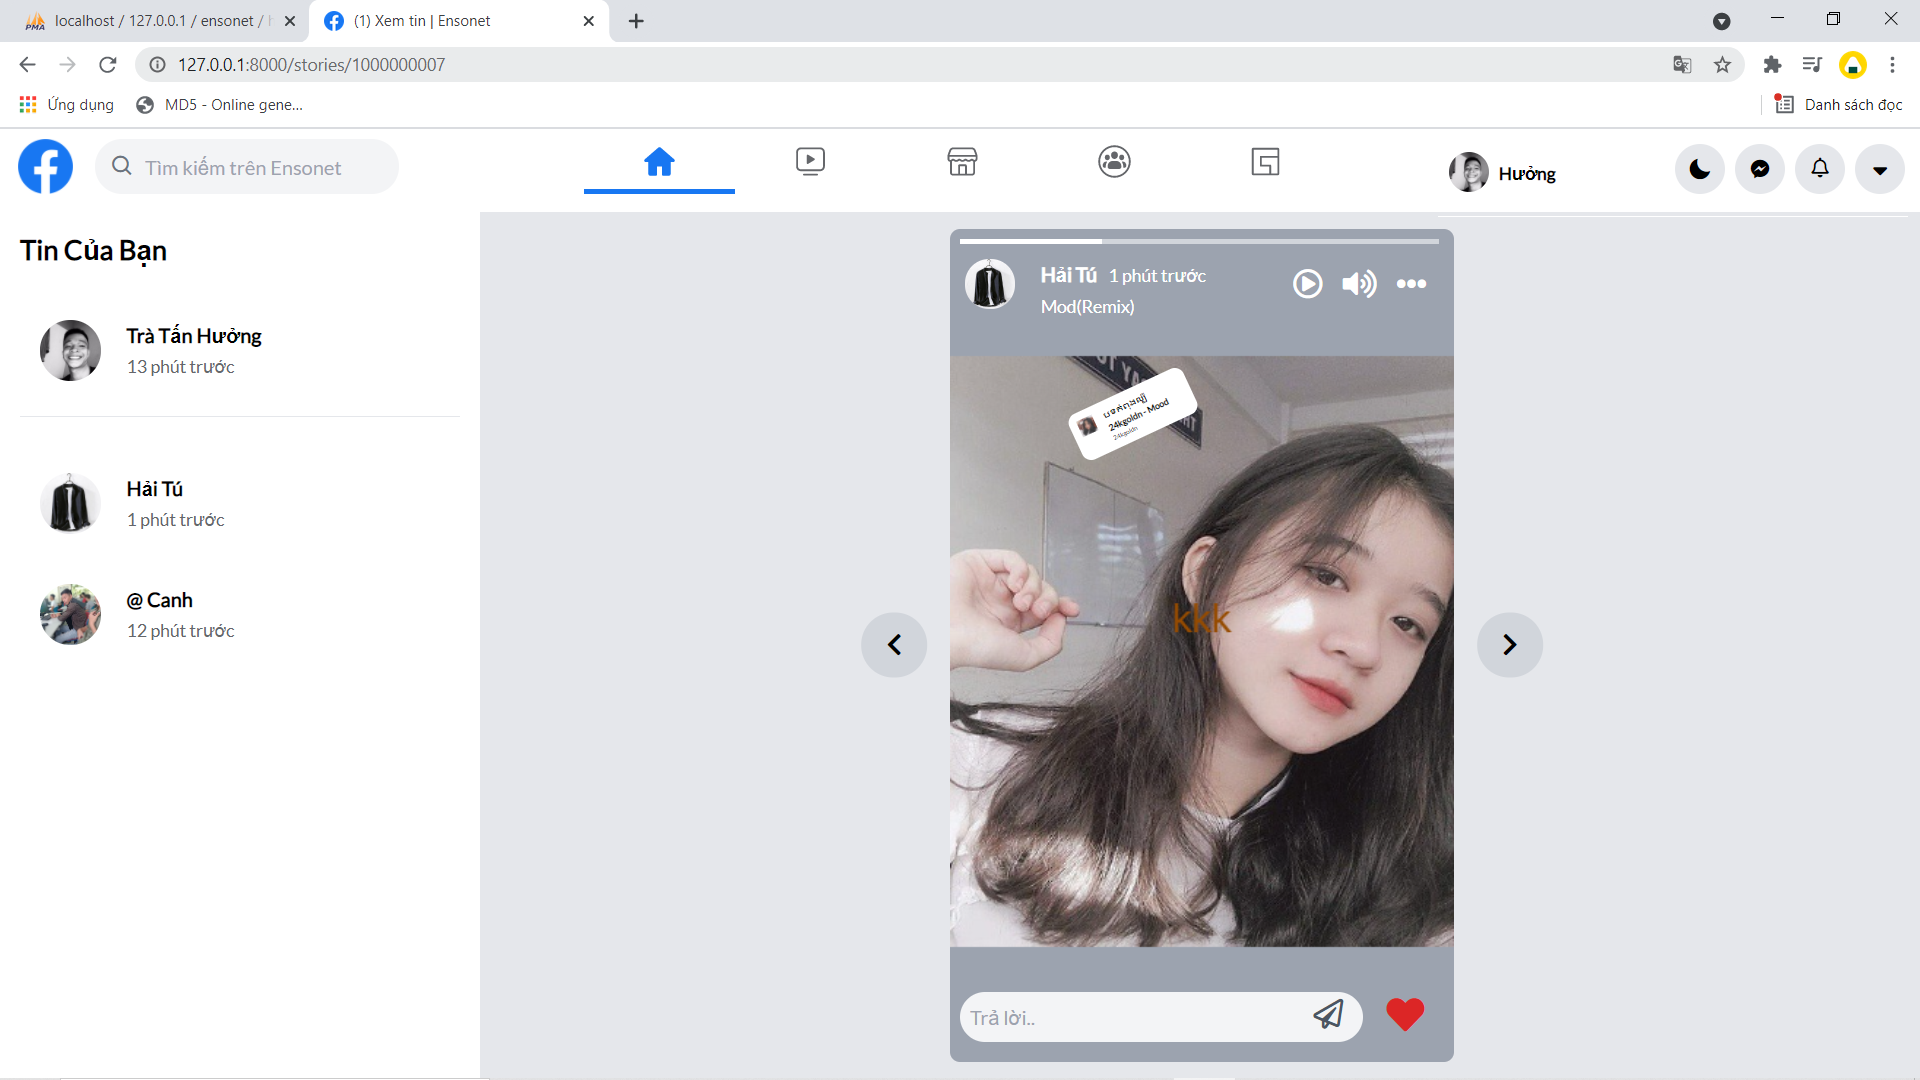 localhost / 127.0.0.1 / ensonet /
(1) Xem tin | Ensonet
127.0.0.1:8000/stories/1000000007
Ứng dụng
MD5 - Online gene...
Danh sách đọc
Tìm kiếm trên Ensonet
Hưởng
Tin Của Bạn
Trà Tấn Hưởng
13 phút trước
Hải Tú
1 phút trước
@ Canh
12 phút trước
Hải Tú 1 phút trước
Mod(Remix)
24kgoldn - Mood
24kgoldn
kkk
Trả lời..